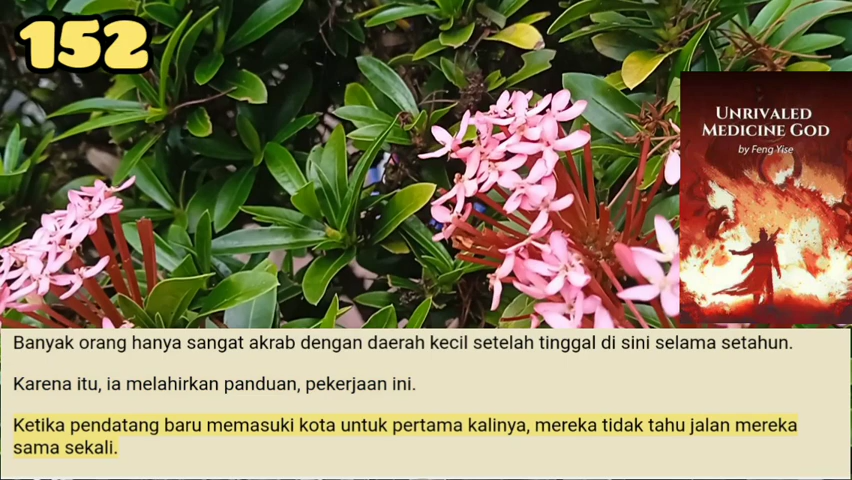 152
UNRIVALED
MEDICINE GOD
by Feng Yise
Banyak orang hanya sangat akrab dengan daerah kecil setelah tinggal di sini selama setahun.
Karena itu, ia melahirkan panduan, pekerjaan ini.
Ketika pendatang baru memasuki kota untuk pertama kalinya, mereka tidak tahu jalan mereka
sama sekali.